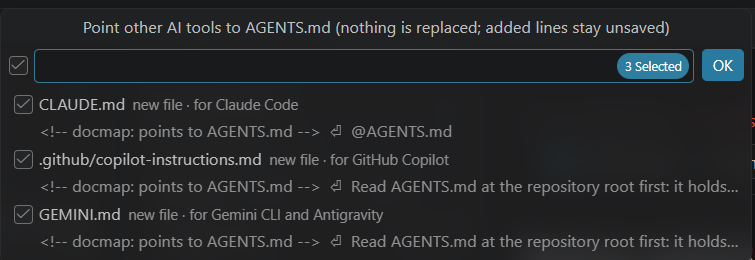 Point other AI tools to AGENTS.md (nothing is replaced; added lines stay unsaved)
3 Selected
OK
CLAUDE.md new file · for Claude Code
<!-- docmap: points to AGENTS.md --> ⏎ @AGENTS.md
.github/copilot-instructions.md new file · for GitHub Copilot
<!-- docmap: points to AGENTS.md --> ⏎ Read AGENTS.md at the repository root first: it holds...
GEMINI.md new file · for Gemini CLI and Antigravity
<!-- docmap: points to AGENTS.md --> ⏎ Read AGENTS.md at the repository root first: it holds...